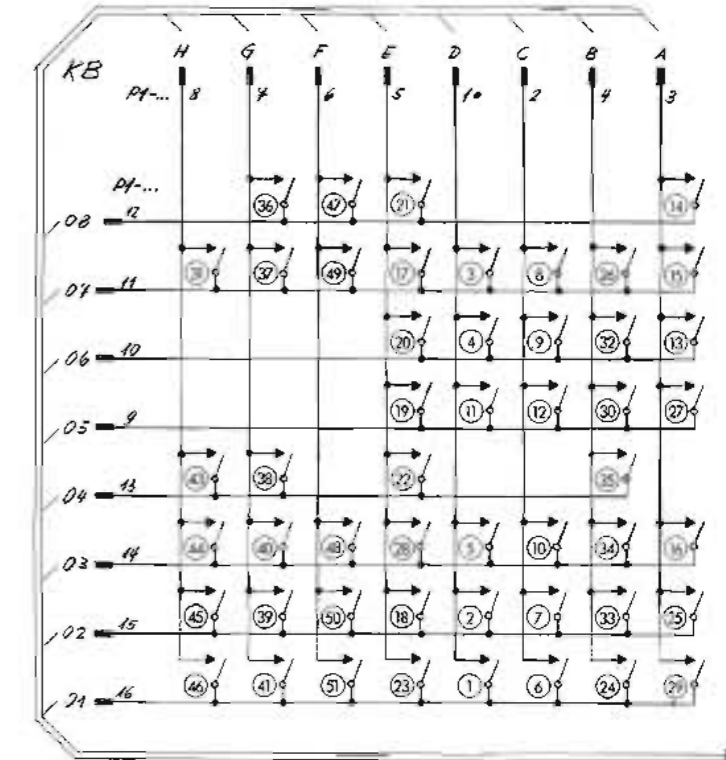 KB H G F E D C B A
P1-... 8 7 6 5 1 2 4 3
P1-...
08 12 36 47 21 14
07 11 37 49 17 3 8 26 15
06 10 20 4 9 32 13
05 9 19 11 12 30 27
04 13 43 38 22 35
03 14 44 40 48 28 5 10 34 16
02 15 45 39 50 18 2 7 33 25
01 16 46 41 51 23 1 6 24 29